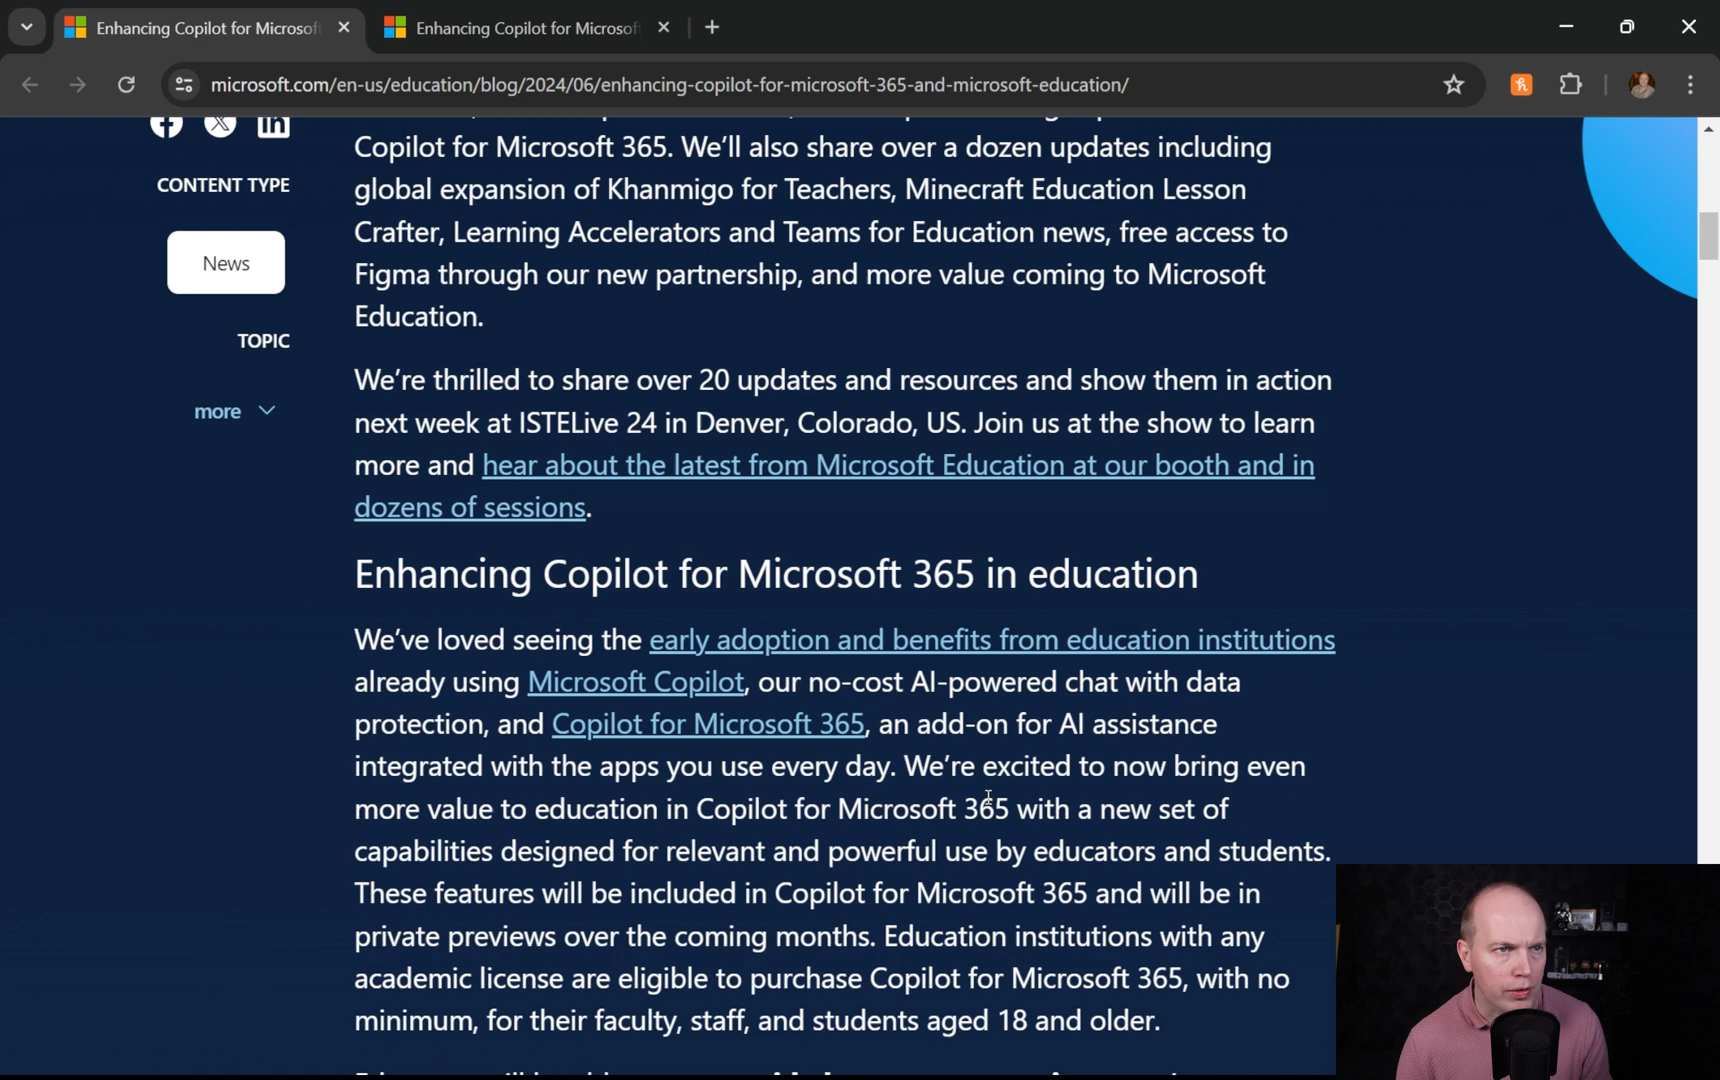 Enhancing Copilot for Microsof
Enhancing Copilot for Microsof
microsoft.com/en-us/education/blog/2024/06/enhancing-copilot-for-microsoft-365-and-microsoft-education/
CONTENT TYPE
News
TOPIC
more
Copilot for Microsoft 365. We’ll also share over a dozen updates including
global expansion of Khanmigo for Teachers, Minecraft Education Lesson
Crafter, Learning Accelerators and Teams for Education news, free access to
Figma through our new partnership, and more value coming to Microsoft
Education.
We’re thrilled to share over 20 updates and resources and show them in action
next week at ISTELive 24 in Denver, Colorado, US. Join us at the show to learn
more and hear about the latest from Microsoft Education at our booth and in
dozens of sessions.
Enhancing Copilot for Microsoft 365 in education
We’ve loved seeing the early adoption and benefits from education institutions
already using Microsoft Copilot, our no-cost AI-powered chat with data
protection, and Copilot for Microsoft 365, an add-on for AI assistance
integrated with the apps you use every day. We’re excited to now bring even
more value to education in Copilot for Microsoft 365 with a new set of
capabilities designed for relevant and powerful use by educators and students.
These features will be included in Copilot for Microsoft 365 and will be in
private previews over the coming months. Education institutions with any
academic license are eligible to purchase Copilot for Microsoft 365, with no
minimum, for their faculty, staff, and students aged 18 and older.